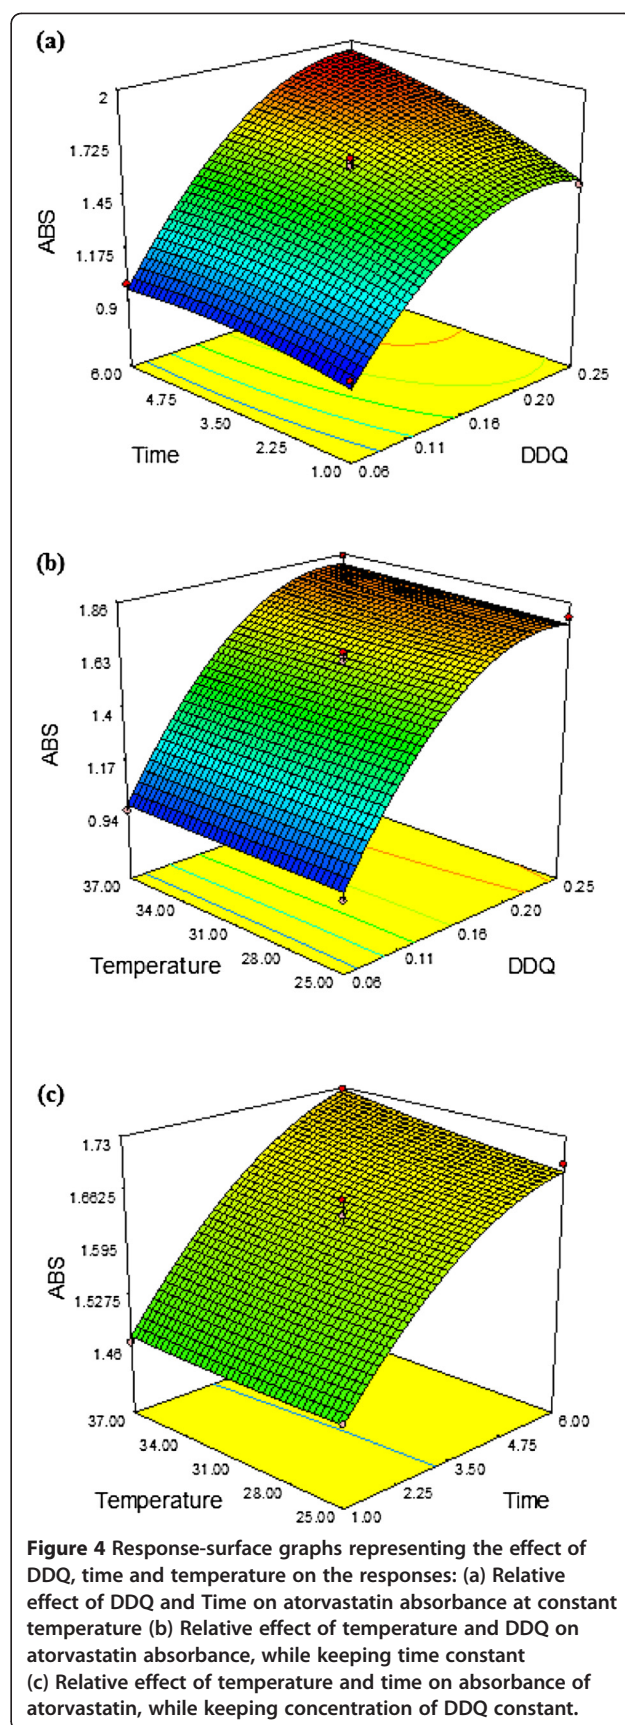 (a)
2
1.725
1.45
1.175
0.9
ABS
6.00
4.75
3.50
2.25
1.00
Time
0.06
0.11
0.16
0.20
0.25
DDQ
(b)
1.86
1.63
1.4
1.17
0.94
ABS
37.00
34.00
31.00
28.00
25.00
Temperature
0.06
0.11
0.16
0.20
0.25
DDQ
(c)
1.73
1.6625
1.595
1.5275
1.46
ABS
37.00
34.00
31.00
28.00
25.00
Temperature
1.00
2.25
3.50
4.75
6.00
Time
Figure 4 Response-surface graphs representing the effect of
DDQ, time and temperature on the responses: (a) Relative
effect of DDQ and Time on atorvastatin absorbance at constant
temperature (b) Relative effect of temperature and DDQ on
atorvastatin absorbance, while keeping time constant
(c) Relative effect of temperature and time on absorbance of
atorvastatin, while keeping concentration of DDQ constant.